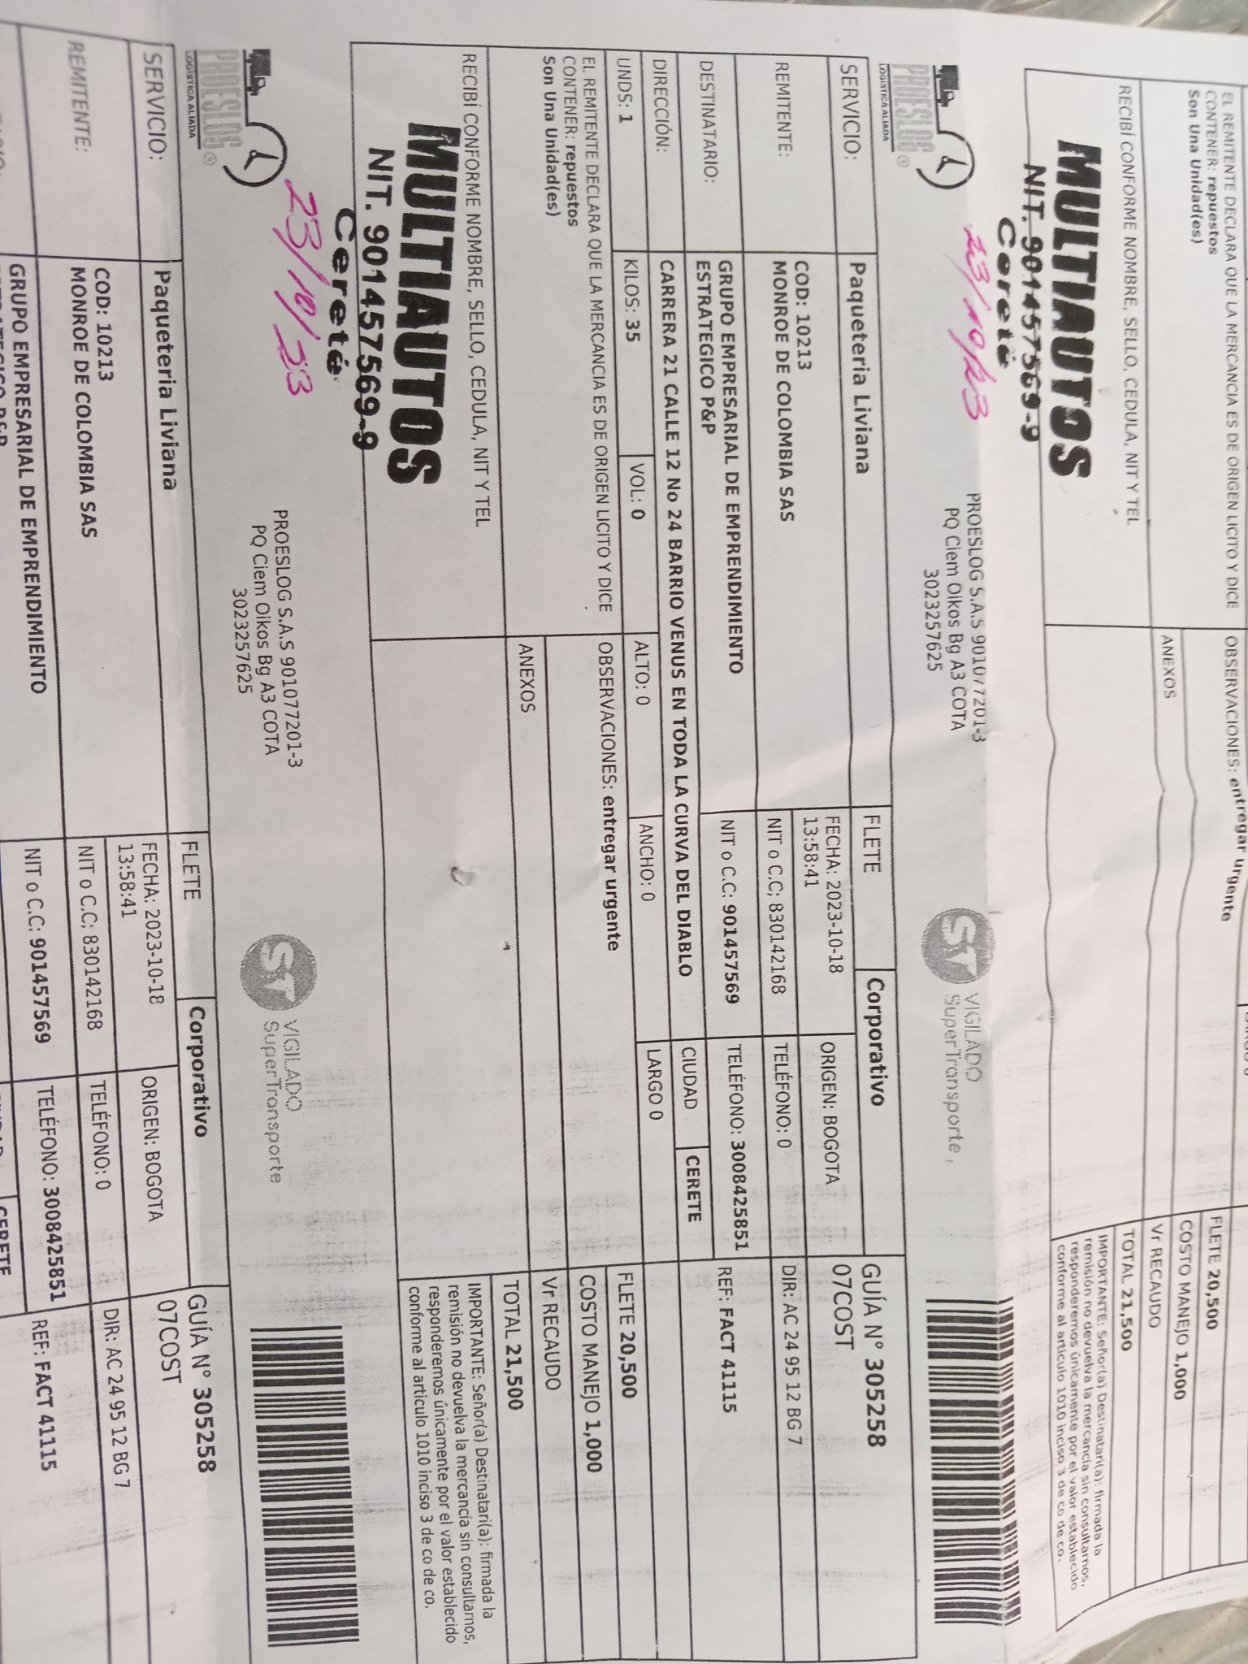 EL REMITENTE DECLARA QUE LA MERCANCIA ES DE ORIGEN LICITO Y DICE
CONTENER: repuestos
Son Una Unidad(es)
OBSERVACIONES: entregar urgente
FLETE 20,500
COSTO MANEJO 1,000
ANEXOS
Vr RECAUDO
TOTAL 21,500
RECIBÍ CONFORME NOMBRE, SELLO, CEDULA, NIT Y TEL
MULTIAUTOS
NIT. 901457569-9
Cereté
IMPORTANTE: Señor(a) Destinatari(a): firmada la
remisión no devuelva la mercancía sin consultarnos,
responderemos únicamente por el valor establecido
conforme al articulo 1010 inciso 3 de co de co.
PROESLOG ®
LOGISTICA ALIADA
PROESLOG S.A.S 901077201-3
PQ Ciem Oikos Bg A3 COTA
3023257625
ST
VIGILADO
SuperTransporte
SERVICIO:
Paqueteria Liviana
FLETE
Corporativo
GUÍA N° 305258
07COST
REMITENTE:
COD: 10213
MONROE DE COLOMBIA SAS
FECHA: 2023-10-18
13:58:41
ORIGEN: BOGOTA
NIT o C.C; 830142168
TELÉFONO: 0
DIR: AC 24 95 12 BG 7
DESTINATARIO:
GRUPO EMPRESARIAL DE EMPRENDIMIENTO
ESTRATEGICO P&P
NIT o C.C: 901457569
TELÉFONO: 3008425851
REF: FACT 41115
DIRECCIÓN:
CARRERA 21 CALLE 12 No 24 BARRIO VENUS EN TODA LA CURVA DEL DIABLO
CIUDAD
CERETE
UNDS: 1
KILOS: 35
VOL: 0
ALTO: 0
ANCHO: 0
LARGO 0
EL REMITENTE DECLARA QUE LA MERCANCIA ES DE ORIGEN LICITO Y DICE
CONTENER: repuestos
Son Una Unidad(es)
OBSERVACIONES: entregar urgente
FLETE 20,500
COSTO MANEJO 1,000
ANEXOS
Vr RECAUDO
TOTAL 21,500
RECIBÍ CONFORME NOMBRE, SELLO, CEDULA, NIT Y TEL
MULTIAUTOS
NIT. 901457569-9
Cereté
IMPORTANTE: Señor(a) Destinatari(a): firmada la
remisión no devuelva la mercancía sin consultarnos,
responderemos únicamente por el valor establecido
conforme al articulo 1010 inciso 3 de co de co.
23/10/23
PROESLOG ®
LOGISTICA ALIADA
PROESLOG S.A.S 901077201-3
PQ Ciem Oikos Bg A3 COTA
3023257625
ST
VIGILADO
SuperTransporte
SERVICIO:
Paqueteria Liviana
FLETE
Corporativo
GUÍA N° 305258
07COST
REMITENTE:
COD: 10213
MONROE DE COLOMBIA SAS
FECHA: 2023-10-18
13:58:41
ORIGEN: BOGOTA
NIT o C.C; 830142168
TELÉFONO: 0
DIR: AC 24 95 12 BG 7
GRUPO EMPRESARIAL DE EMPRENDIMIENTO
NIT o C.C: 901457569
TELÉFONO: 3008425851
REF: FACT 41115
CERETE